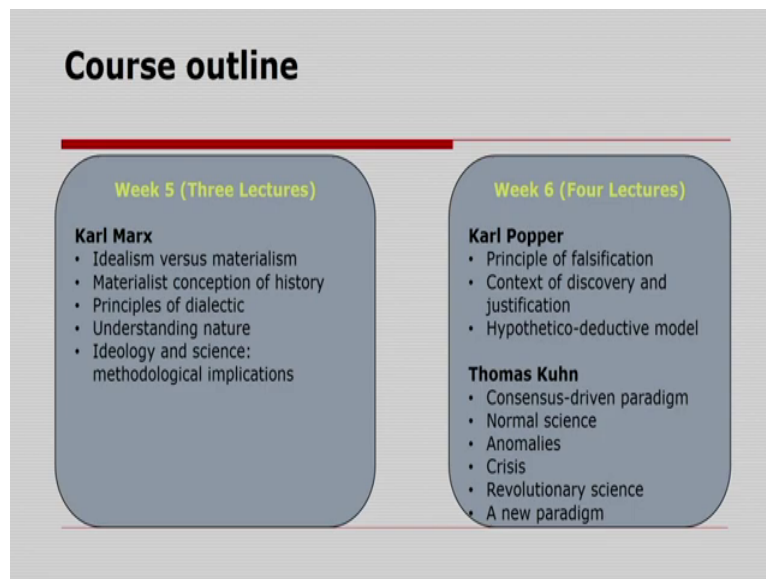 Course outline
Week 5 (Three Lectures)
Karl Marx
• Idealism versus materialism
• Materialist conception of history
• Principles of dialectic
• Understanding nature
• Ideology and science:
methodological implications
Week 6 (Four Lectures)
Karl Popper
• Principle of falsification
• Context of discovery and
justification
• Hypothetico-deductive model
Thomas Kuhn
• Consensus-driven paradigm
• Normal science
• Anomalies
• Crisis
• Revolutionary science
• A new paradigm